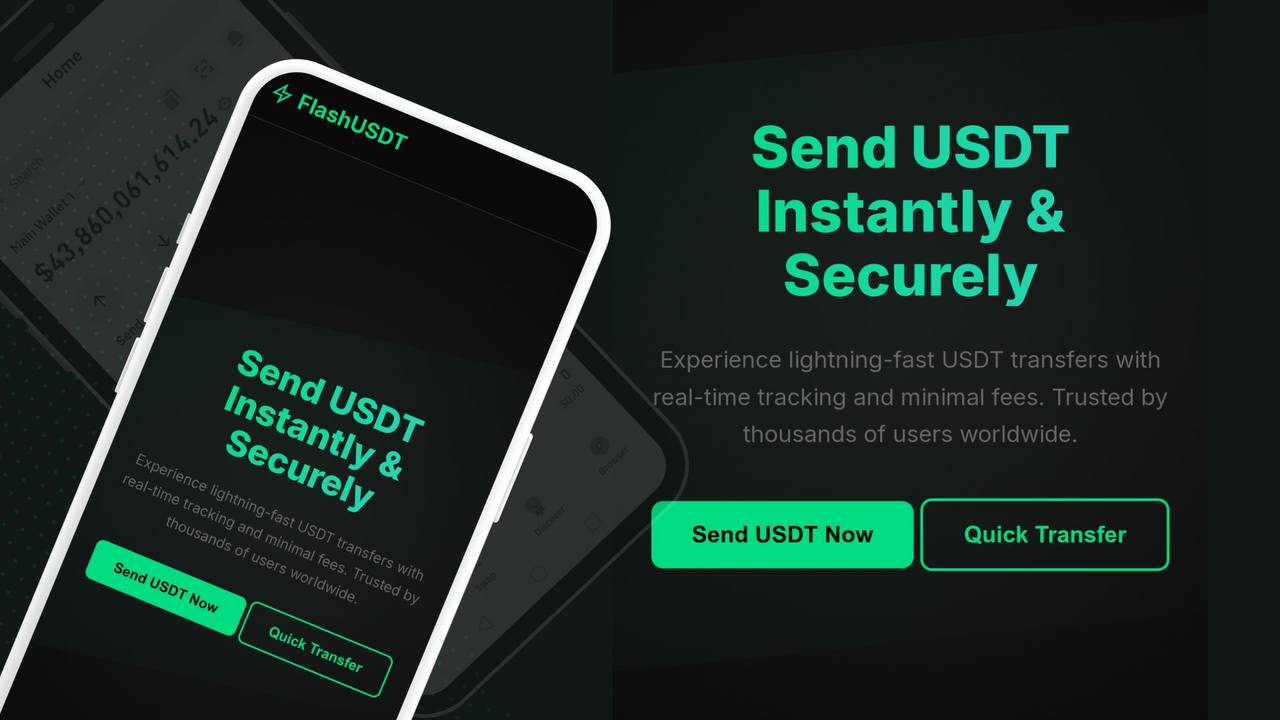 Home
Search
Main Wallet 1
$43,860,061,614.24
Send
FlashUSDT
Send USDT
Instantly &
Securely
Experience lightning-fast USDT transfers with
real-time tracking and minimal fees. Trusted by
thousands of users worldwide.
Send USDT Now
Quick Transfer
0
$0.00
Browser
Discover
Swap
Send USDT
Instantly &
Securely
Experience lightning-fast USDT transfers with
real-time tracking and minimal fees. Trusted by
thousands of users worldwide.
Send USDT Now
Quick Transfer